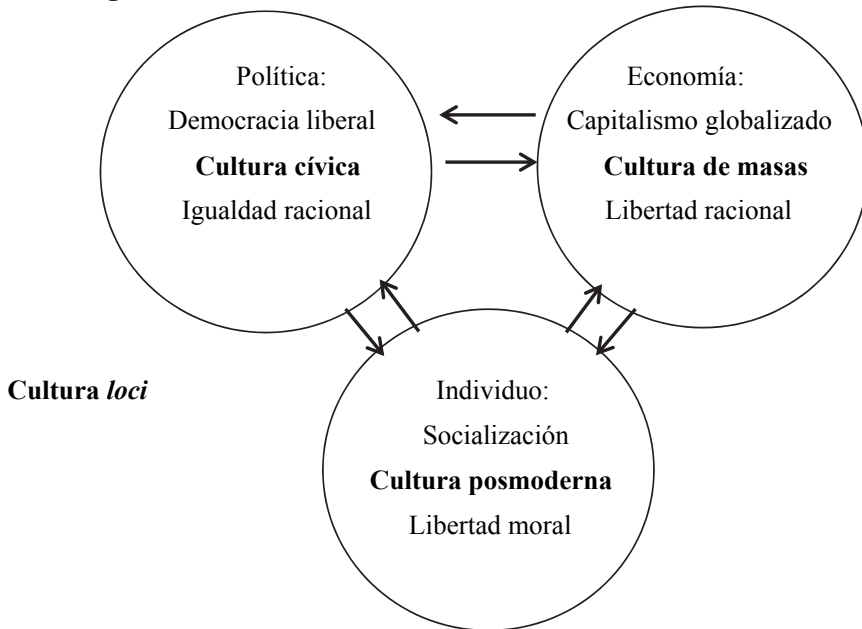 Política:
Democracia liberal
Cultura cívica
Igualdad racional
Economía:
Capitalismo globalizado
Cultura de masas
Libertad racional
Cultura loci
Individuo:
Socialización
Cultura posmoderna
Libertad moral